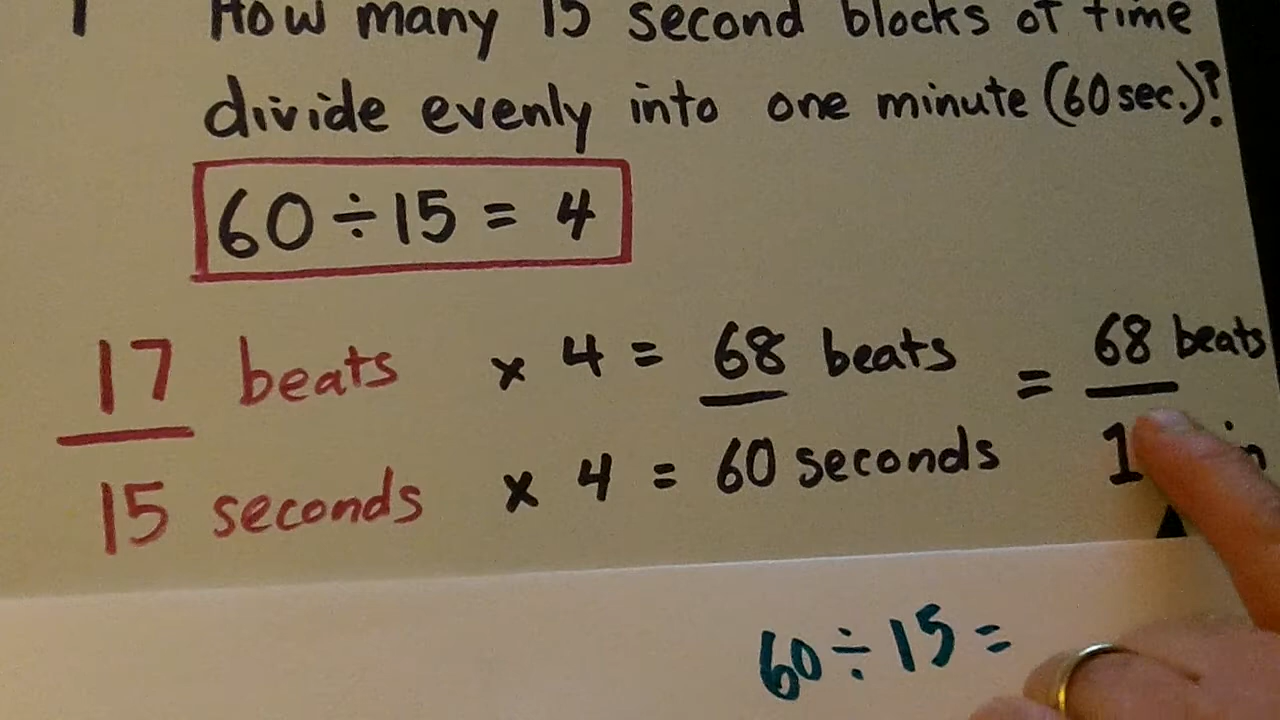 How many 15 second blocks of time
divide evenly into one minute (60 sec.)?
60 ÷ 15 = 4
17 beats × 4 = 68 beats = 68 beats
15 seconds × 4 = 60 seconds 1
60 ÷ 15 =